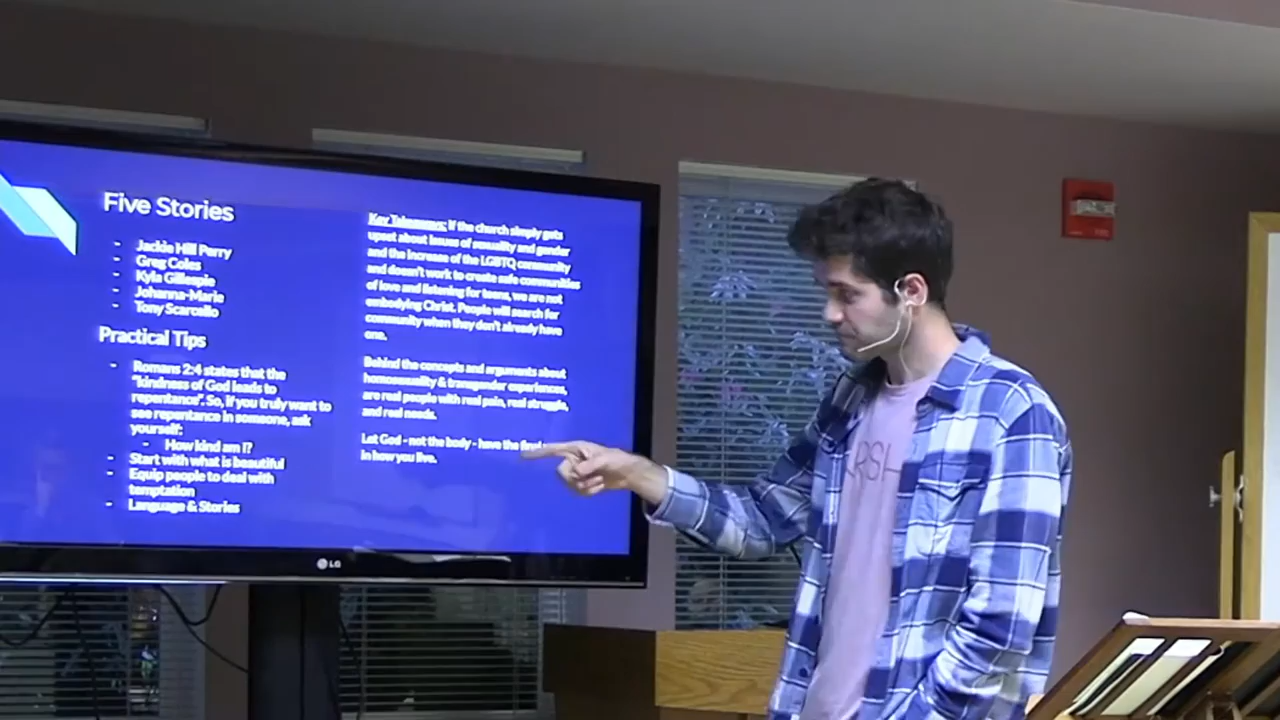 Five Stories
- Jackie Hill Perry
- Greg Coles
- Kyla Gillespie
- Johanna-Marie
- Tony Scarcello
Practical Tips
- Romans 2:4 states that the
"kindness of God leads to
repentance". So, if you truly want to
see repentance in someone, ask
yourself:
- How kind am I?
- Start with what is beautiful
- Equip people to deal with
temptation
- Language & Stories
Key Takeaways: If the church simply gets
upset about issues of sexuality and gender
and the increase of the LGBTQ community
and doesn't work to create safe communities
of love and listening for teens, we are not
embodying Christ. People will search for
community when they don't already have
one.
Behind the concepts and arguments about
homosexuality & transgender experiences,
are real people with real pain, real struggle,
and real needs.
Let God - not the body - have the
in how you live.
LG